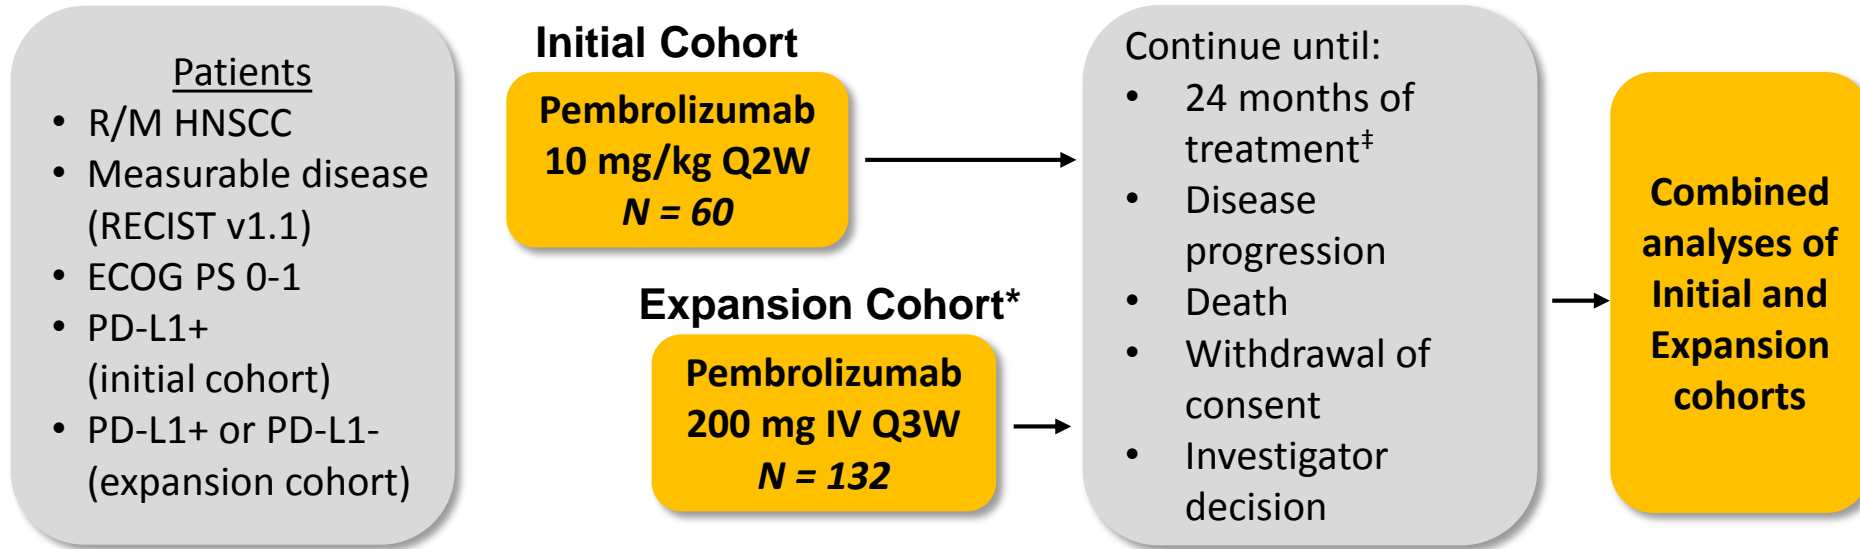 Patients
• R/M HNSCC
• Measurable disease
(RECIST v1.1)
• ECOG PS 0-1
• PD-L1+
(initial cohort)
• PD-L1+ or PD-L1-
(expansion cohort)
Initial Cohort
Pembrolizumab
10 mg/kg Q2W
N = 60
Expansion Cohort*
Pembrolizumab
200 mg IV Q3W
N = 132
Continue until:
• 24 months of
treatment‡
• Disease
progression
• Death
• Withdrawal of
consent
• Investigator
decision
Combined
analyses of
Initial and
Expansion
cohorts